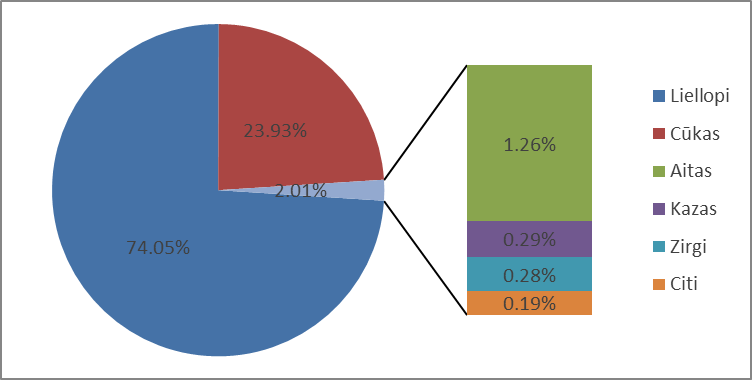 23.93%
2.01%
74.05%
1.26%
0.29%
0.28%
0.19%
Liellopi
Cūkas
Aitas
Kazas
Zirgi
Citi